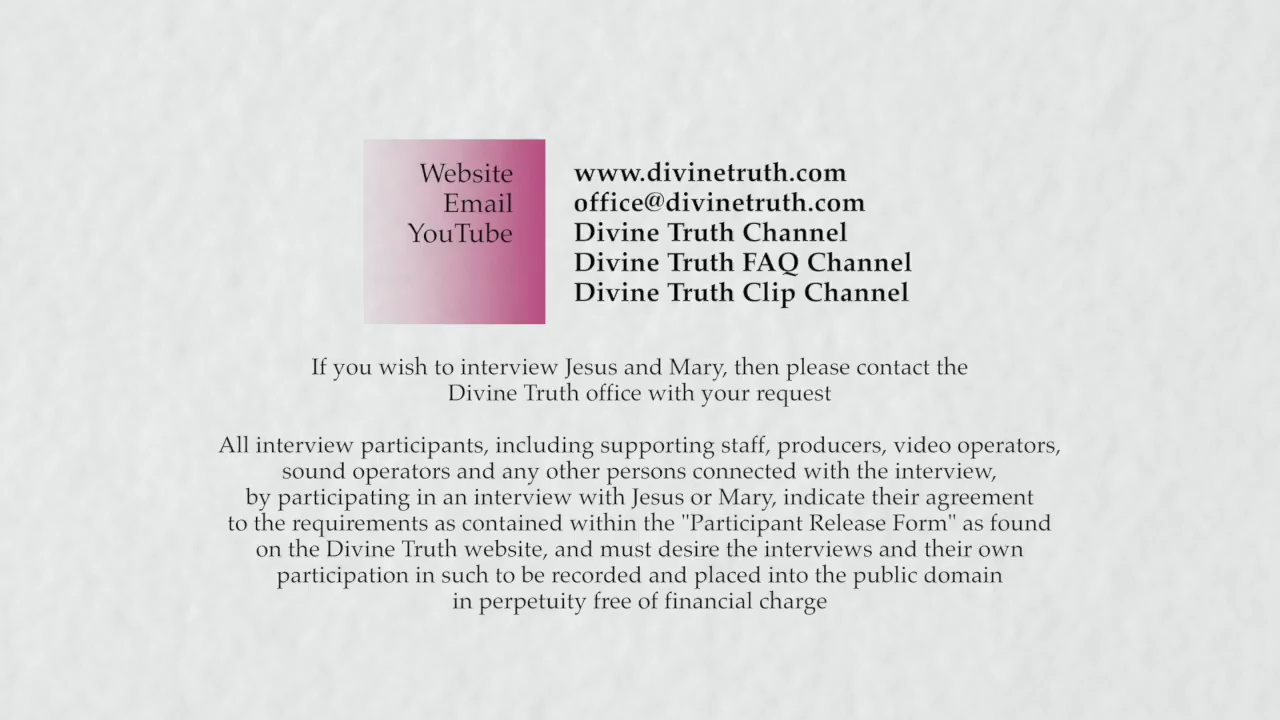 Website www.divinetruth.com
Email office@divinetruth.com
YouTube Divine Truth Channel
Divine Truth FAQ Channel
Divine Truth Clip Channel
If you wish to interview Jesus and Mary, then please contact the
Divine Truth office with your request
All interview participants, including supporting staff, producers, video operators,
sound operators and any other persons connected with the interview,
by participating in an interview with Jesus or Mary, indicate their agreement
to the requirements as contained within the "Participant Release Form" as found
on the Divine Truth website, and must desire the interviews and their own
participation in such to be recorded and placed into the public domain
in perpetuity free of financial charge